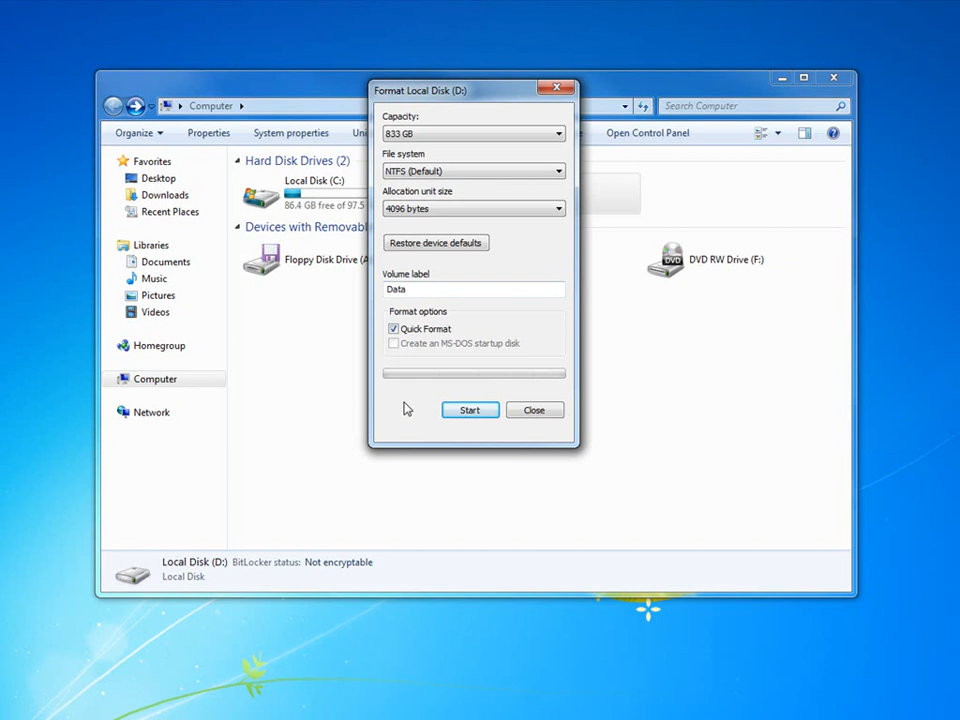 Format Local Disk (D:)
Computer
Search Computer
Organize
Properties
System properties
Open Control Panel
Capacity:
833 GB
File system
NTFS (Default)
Allocation unit size
4096 bytes
Restore device defaults
Volume label
Data
Format options
Quick Format
Create an MS-DOS startup disk
Start
Close
Favorites
Desktop
Downloads
Recent Places
Libraries
Documents
Music
Pictures
Videos
Homegroup
Computer
Network
Hard Disk Drives (2)
Local Disk (C:)
86.4 GB free of 97.5
Devices with Removabl
Floppy Disk Drive (A
DVD
DVD RW Drive (F:)
Local Disk (D:) BitLocker status: Not encryptable
Local Disk